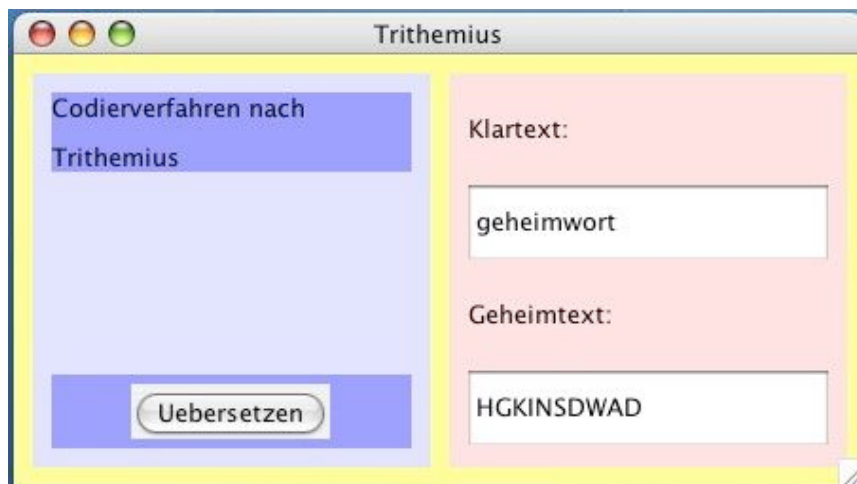 Trithemius
Codierverfahren nach
Trithemius
Uebersetzen
Klartext:
geheimwort
Geheimtext:
HGKINSDWAD